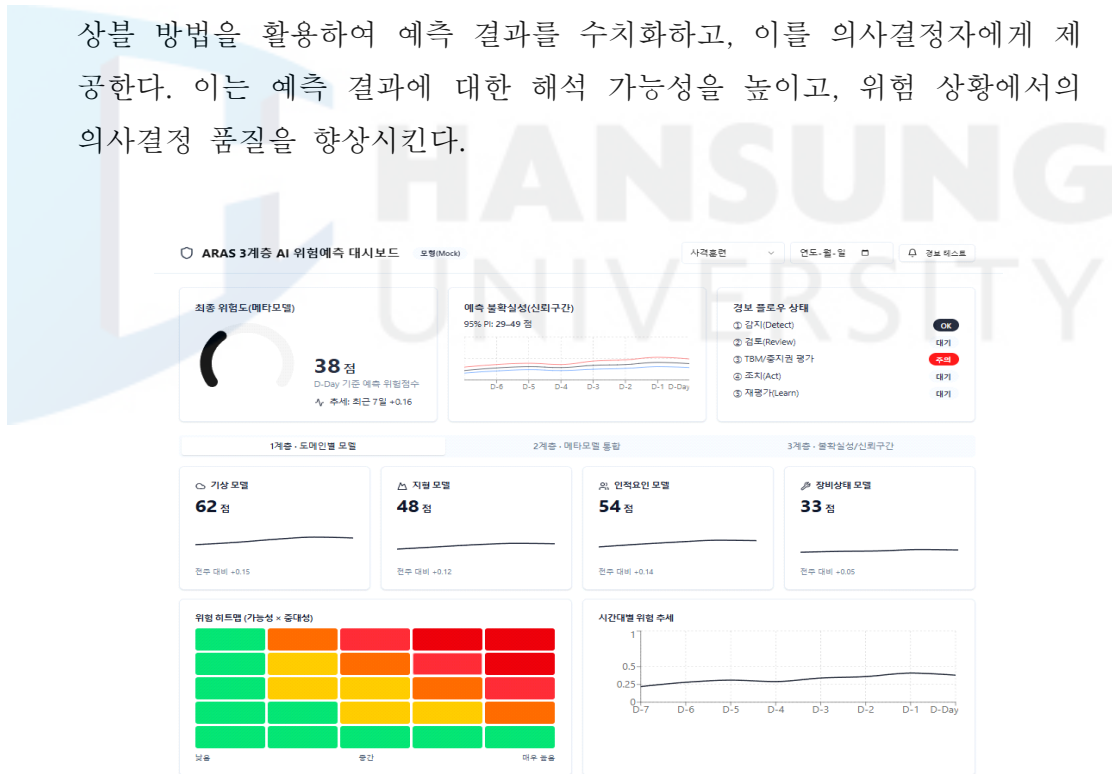 상블 방법을 활용하여 예측 결과를 수치화하고, 이를 의사결정자에게 제
공한다. 이는 예측 결과에 대한 해석 가능성을 높이고, 위험 상황에서의
의사결정 품질을 향상시킨다.
HANSUNG
UNIVERSITY
ARAS 3계층 AI 위험예측 대시보드 모형(Mock) 사격훈련 연도-월-일 경보 테스트
최종 위험도(메타모델)
38 점
D-Day 기준 예측 위험점수
추세: 최근 7일 +0.16
예측 불확실성(신뢰구간)
95% PI: 29–49 점
D-6 D-5 D-4 D-3 D-2 D-1 D-Day
경보 플로우 상태
① 감지(Detect) OK
② 검토(Review) 대기
③ TBM/중지권 평가 주의
④ 조치(Act) 대기
⑤ 재평가(Learn) 대기
1계층 · 도메인별 모델 2계층 · 메타모델 통합 3계층 · 불확실성/신뢰구간
기상 모델
62 점
전주 대비 +0.15
지형 모델
48 점
전주 대비 +0.12
인적요인 모델
54 점
전주 대비 +0.14
장비상태 모델
33 점
전주 대비 +0.05
위험 히트맵 (가능성 × 중대성)
낮음 중간 매우 높음
시간대별 위험 추세
1
0.5
0.25
0
D-7 D-6 D-5 D-4 D-3 D-2 D-1 D-Day